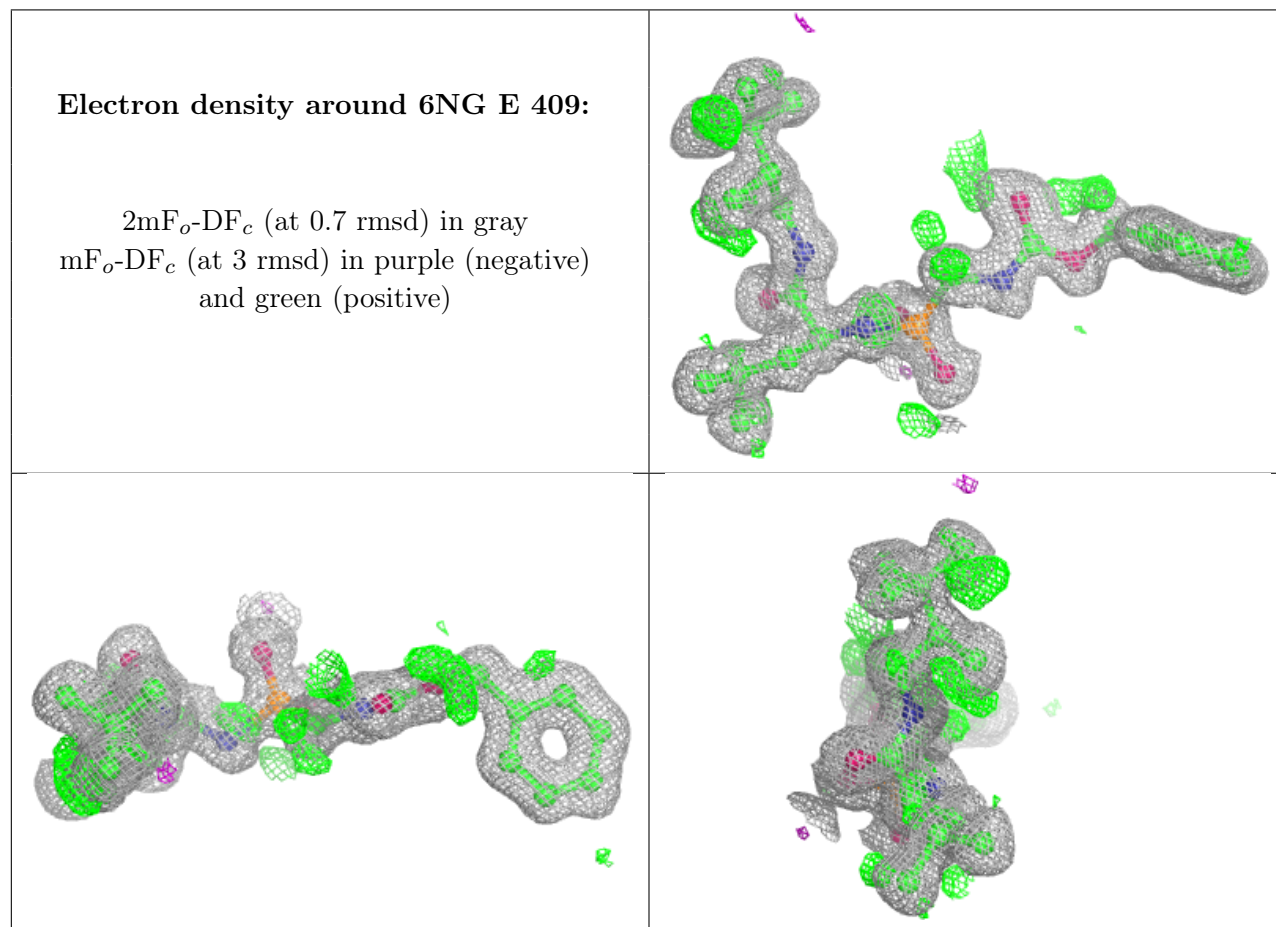 Electron density around 6NG E 409:
2mFo-DFc (at 0.7 rmsd) in gray
mFo-DFc (at 3 rmsd) in purple (negative)
and green (positive)